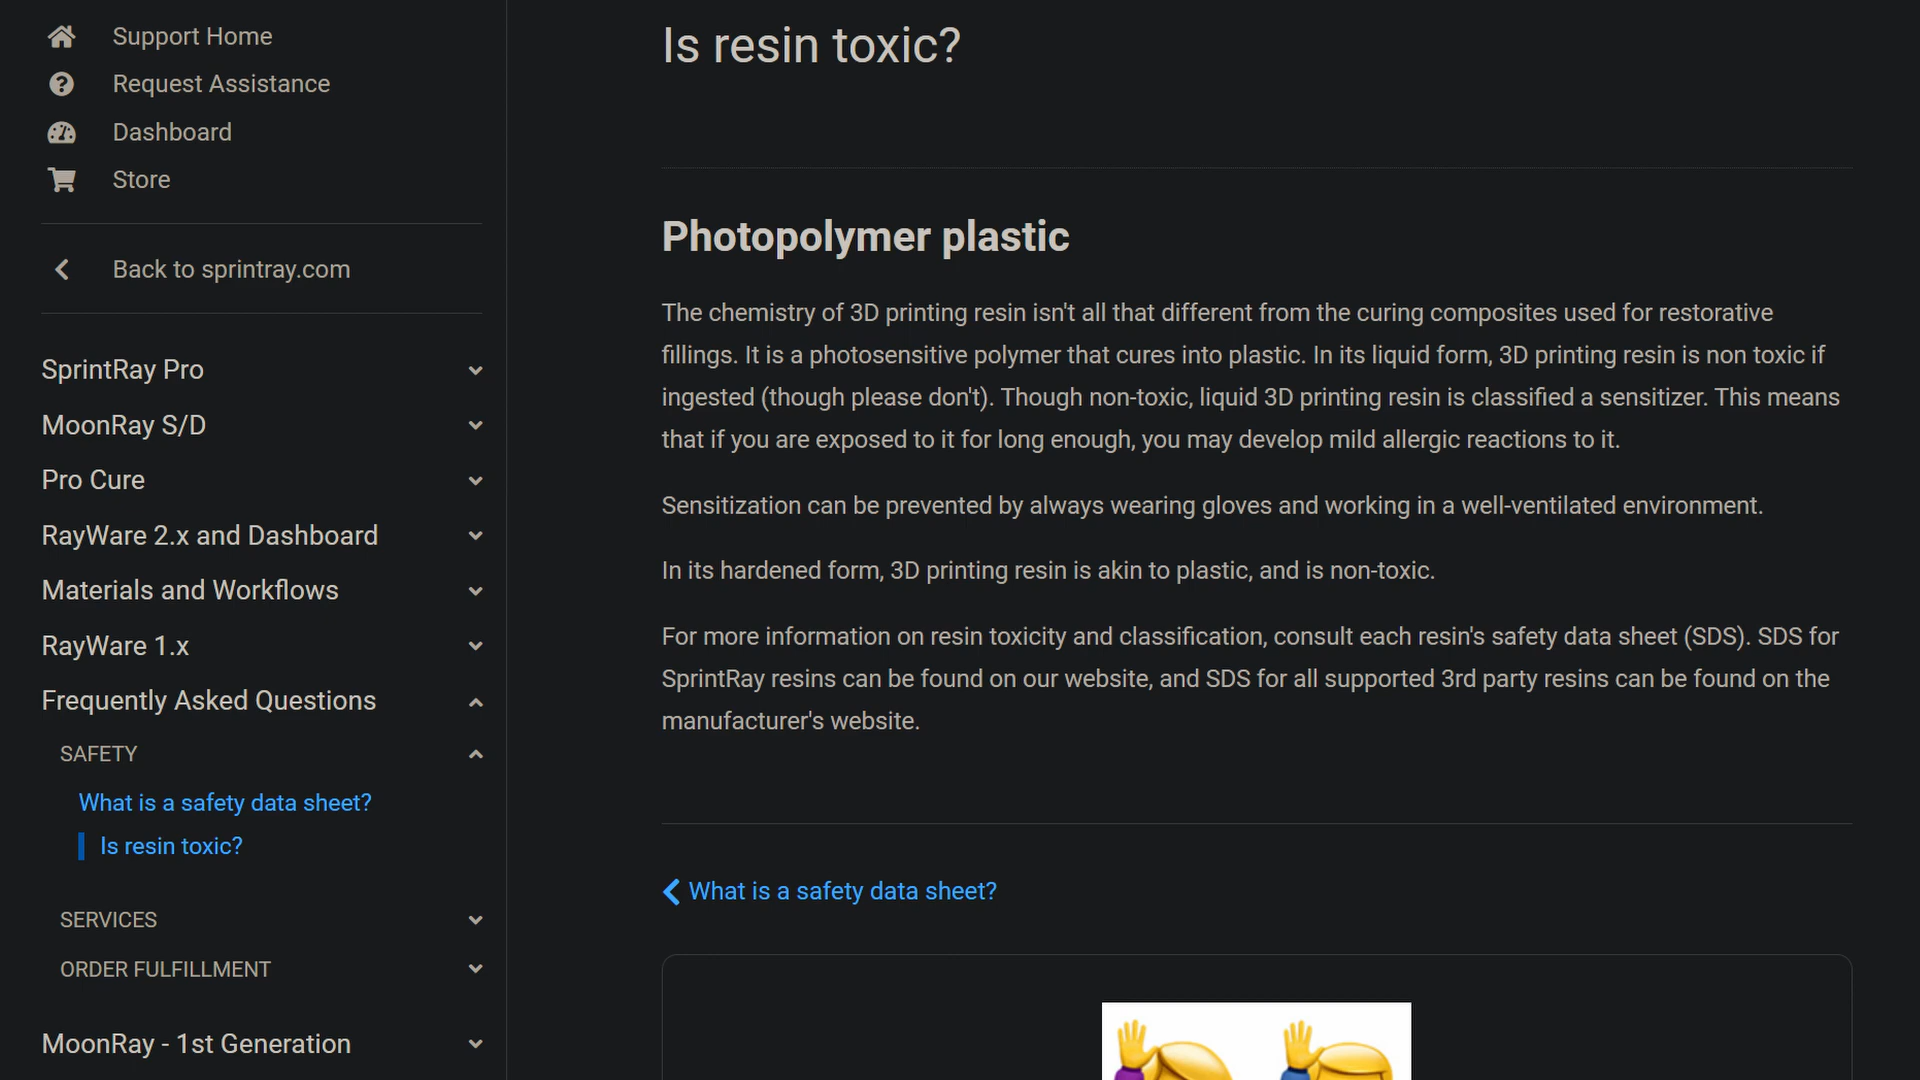 Support Home
Request Assistance
Dashboard
Store
Back to sprintray.com
SprintRay Pro
MoonRay S/D
Pro Cure
RayWare 2.x and Dashboard
Materials and Workflows
RayWare 1.x
Frequently Asked Questions
SAFETY
What is a safety data sheet?
Is resin toxic?
SERVICES
ORDER FULFILLMENT
MoonRay - 1st Generation
Is resin toxic?
Photopolymer plastic
The chemistry of 3D printing resin isn't all that different from the curing composites used for restorative
fillings. It is a photosensitive polymer that cures into plastic. In its liquid form, 3D printing resin is non toxic if
ingested (though please don't). Though non-toxic, liquid 3D printing resin is classified a sensitizer. This means
that if you are exposed to it for long enough, you may develop mild allergic reactions to it.
Sensitization can be prevented by always wearing gloves and working in a well-ventilated environment.
In its hardened form, 3D printing resin is akin to plastic, and is non-toxic.
For more information on resin toxicity and classification, consult each resin's safety data sheet (SDS). SDS for
SprintRay resins can be found on our website, and SDS for all supported 3rd party resins can be found on the
manufacturer's website.
What is a safety data sheet?